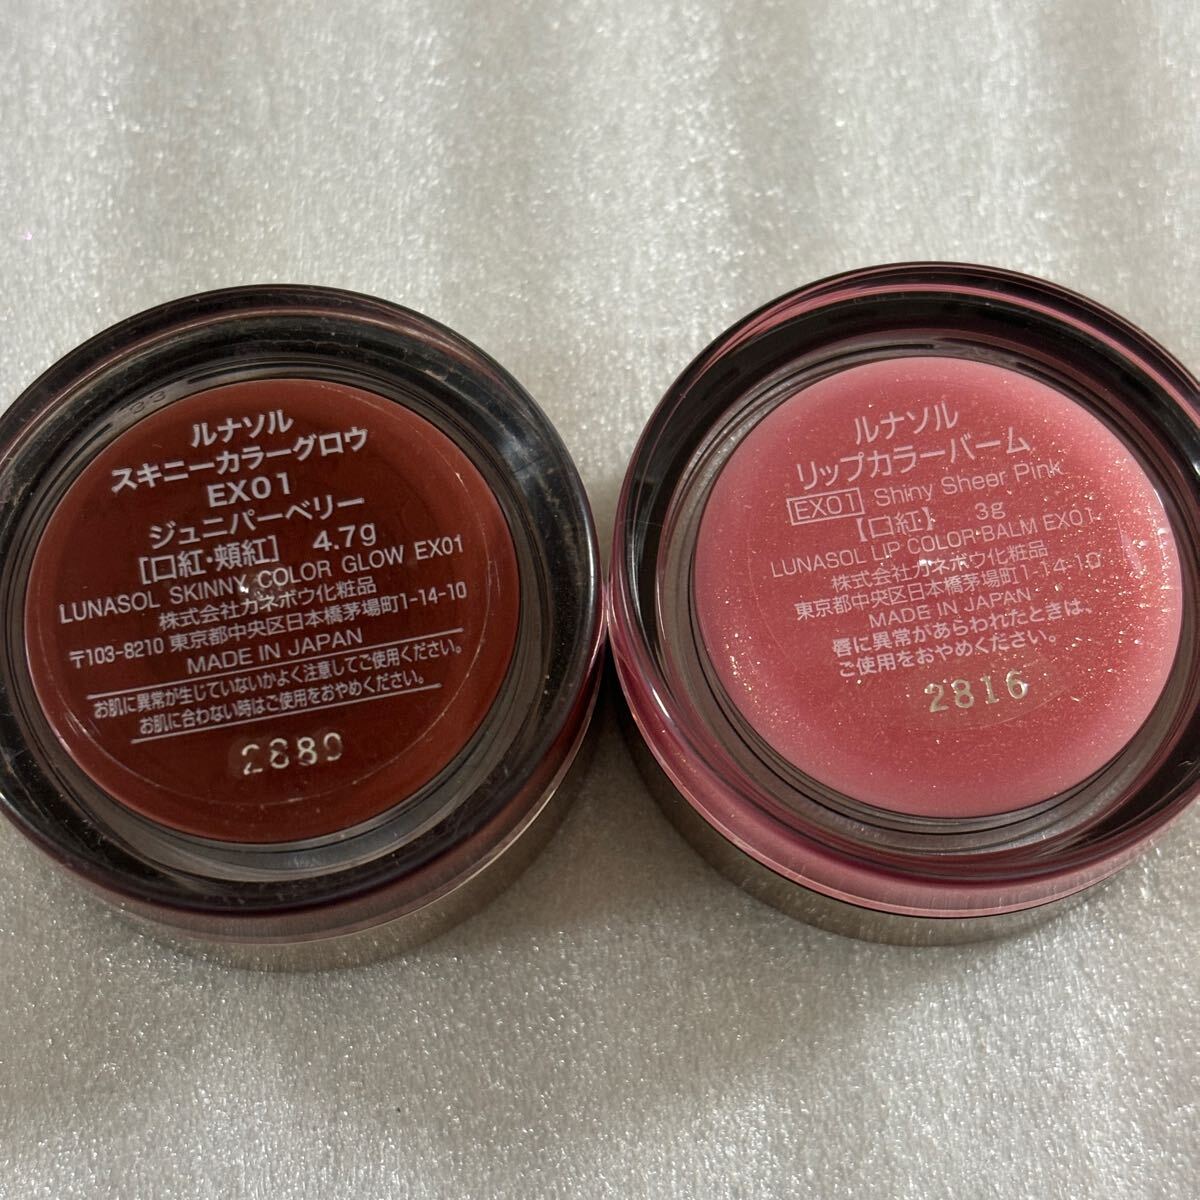 ルナソル
スキニーカラーグロウ
EX01
ジュニパーベリー
[口紅・頬紅] 4.7g
LUNASOL SKINNY COLOR GLOW EX01
株式会社カネボウ化粧品
〒103-8210 東京都中央区日本橋茅場町1-14-10
MADE IN JAPAN
お肌に異常が生じていないかよく注意してご使用ください。
お肌に合わない時はご使用をおやめください。
2880
ルナソル
リップカラーバーム
EX01 Shiny Sheer Pink
【口紅】 3g
LUNASOL LIP COLOR BALM EX01
株式会社カネボウ化粧品
東京都中央区日本橋茅場町1-14-10
MADE IN JAPAN
唇に異常があらわれたときは、
ご使用をおやめください。
2816